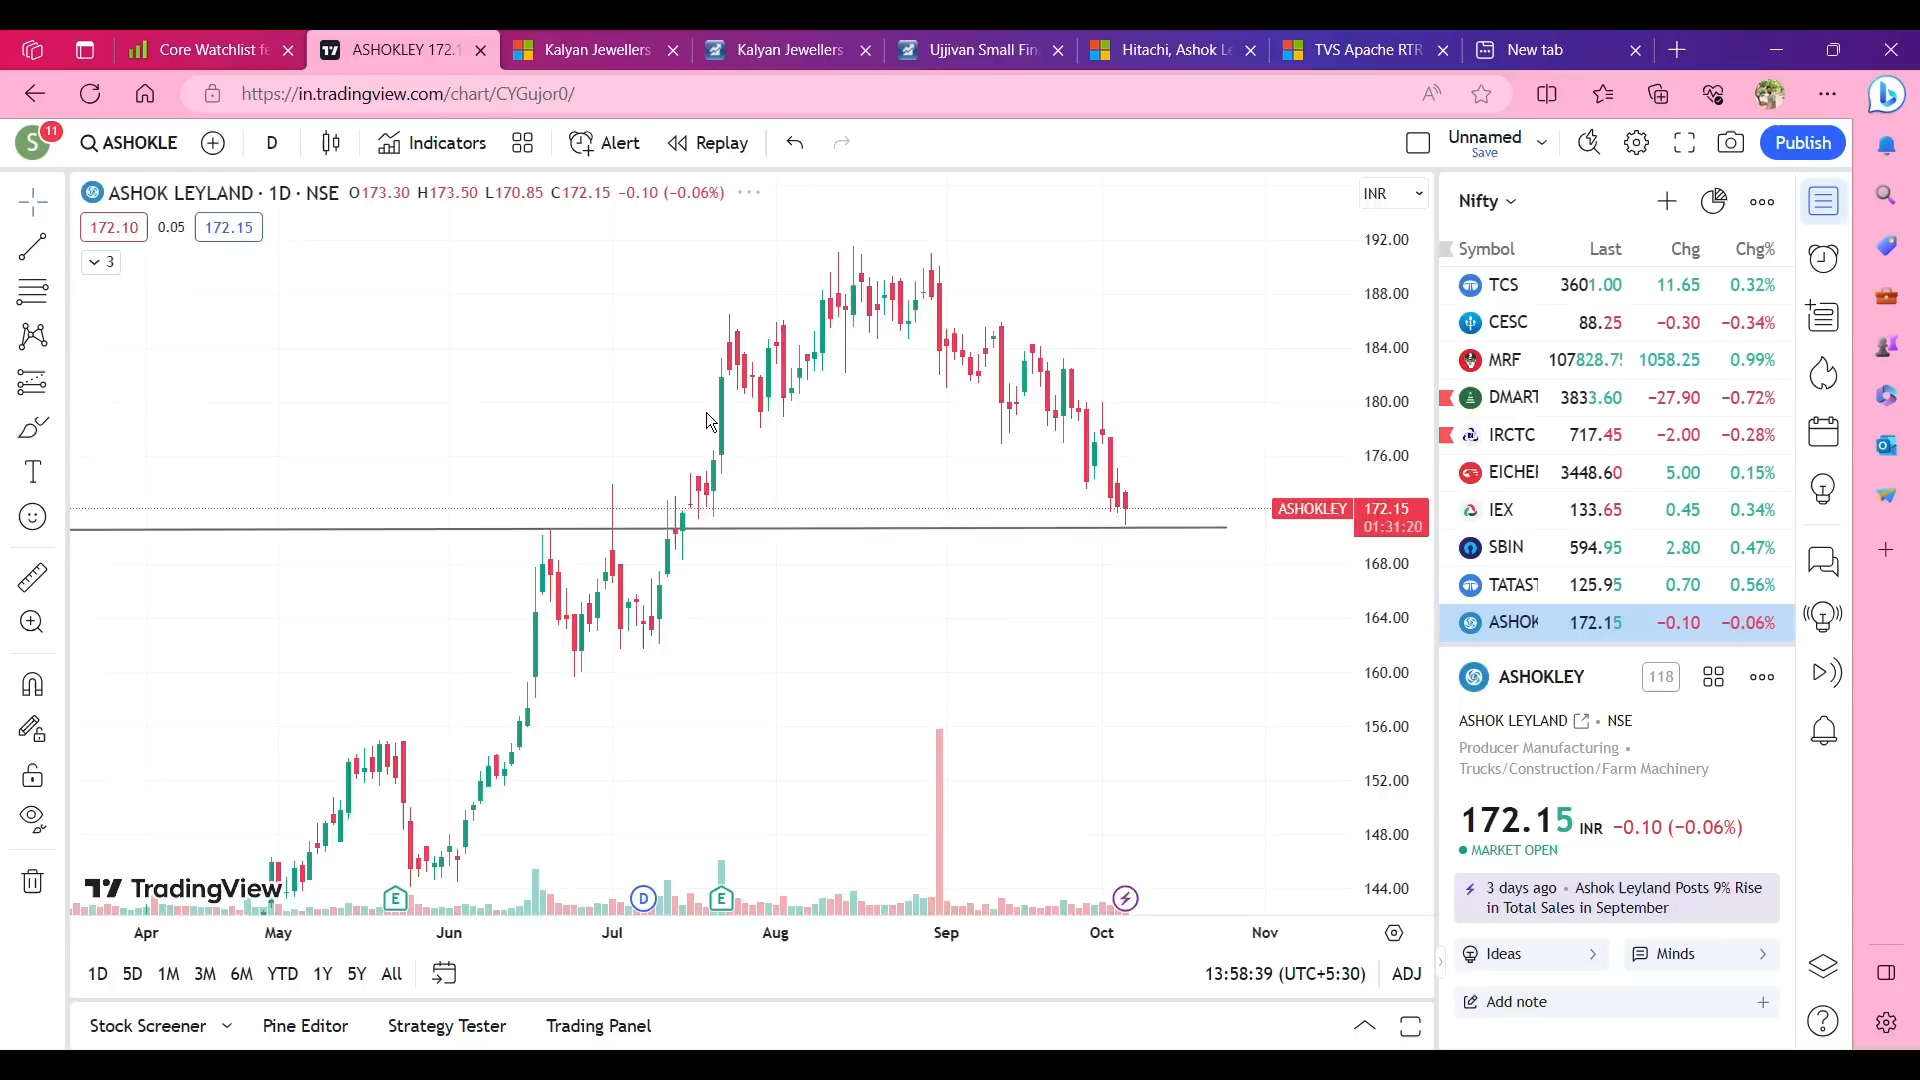 Core Watchlist fe
ASHOKLEY 172.1
Kalyan Jewellers
Kalyan Jewellers
Ujjivan Small Fin
Hitachi, Ashok Le
TVS Apache RTR
New tab
https://in.tradingview.com/chart/CYGujor0/
S
11
ASHOKLE
D
Indicators
Alert
Replay
Unnamed
Save
Publish
ASHOK LEYLAND · 1D · NSE O173.30 H173.50 L170.85 C172.15 −0.10 (−0.06%)
172.10 0.05 172.15
3
INR
192.00
188.00
184.00
180.00
176.00
ASHOKLEY 172.15
01:31:20
168.00
164.00
160.00
156.00
152.00
148.00
144.00
TradingView
E
D
E
Apr May Jun Jul Aug Sep Oct Nov
1D 5D 1M 3M 6M YTD 1Y 5Y All
13:58:39 (UTC+5:30) ADJ
Stock Screener Pine Editor Strategy Tester Trading Panel
Nifty
Symbol Last Chg Chg%
TCS 3601.00 11.65 0.32%
CESC 88.25 −0.30 −0.34%
MRF 107828.7 1058.25 0.99%
DMART 3833.60 −27.90 −0.72%
IRCTC 717.45 −2.00 −0.28%
EICHER 3448.60 5.00 0.15%
IEX 133.65 0.45 0.34%
SBIN 594.95 2.80 0.47%
TATAST 125.95 0.70 0.56%
ASHOK 172.15 −0.10 −0.06%
ASHOKLEY 118
ASHOK LEYLAND • NSE
Producer Manufacturing •
Trucks/Construction/Farm Machinery
172.15 INR −0.10 (−0.06%)
MARKET OPEN
3 days ago • Ashok Leyland Posts 9% Rise
in Total Sales in September
Ideas
Minds
Add note